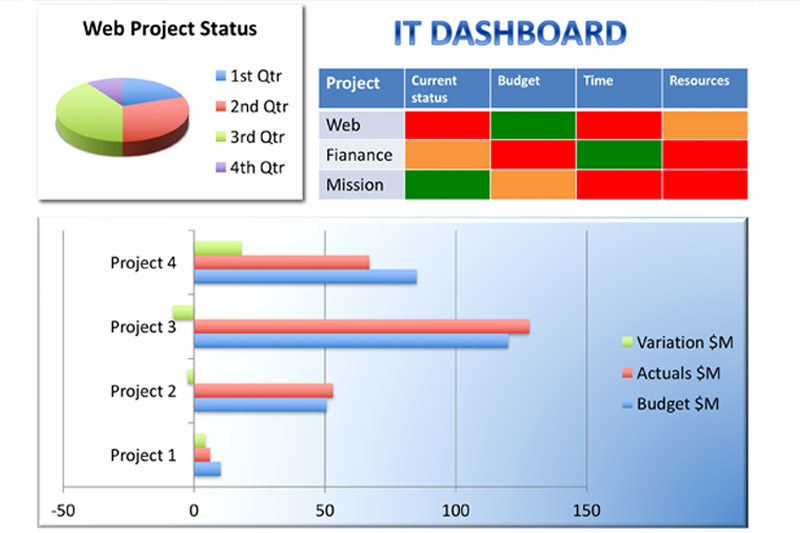 Web Project Status
1st Qtr
2nd Qtr
3rd Qtr
4th Qtr
IT DASHBOARD
Project Current status Budget Time Resources
Web
Fianance
Mission
Project 4
Project 3
Project 2
Project 1
Variation $M
Actuals $M
Budget $M
-50 0 50 100 150